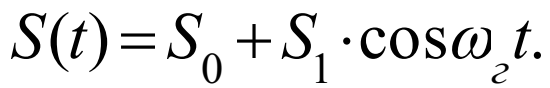 S(t) = S₀ + S₁·cosω_г t.